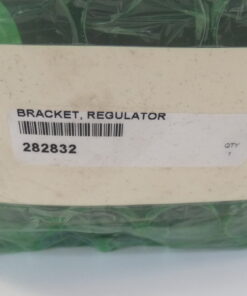 BRACKET, REGULATOR
282832
QTY
1